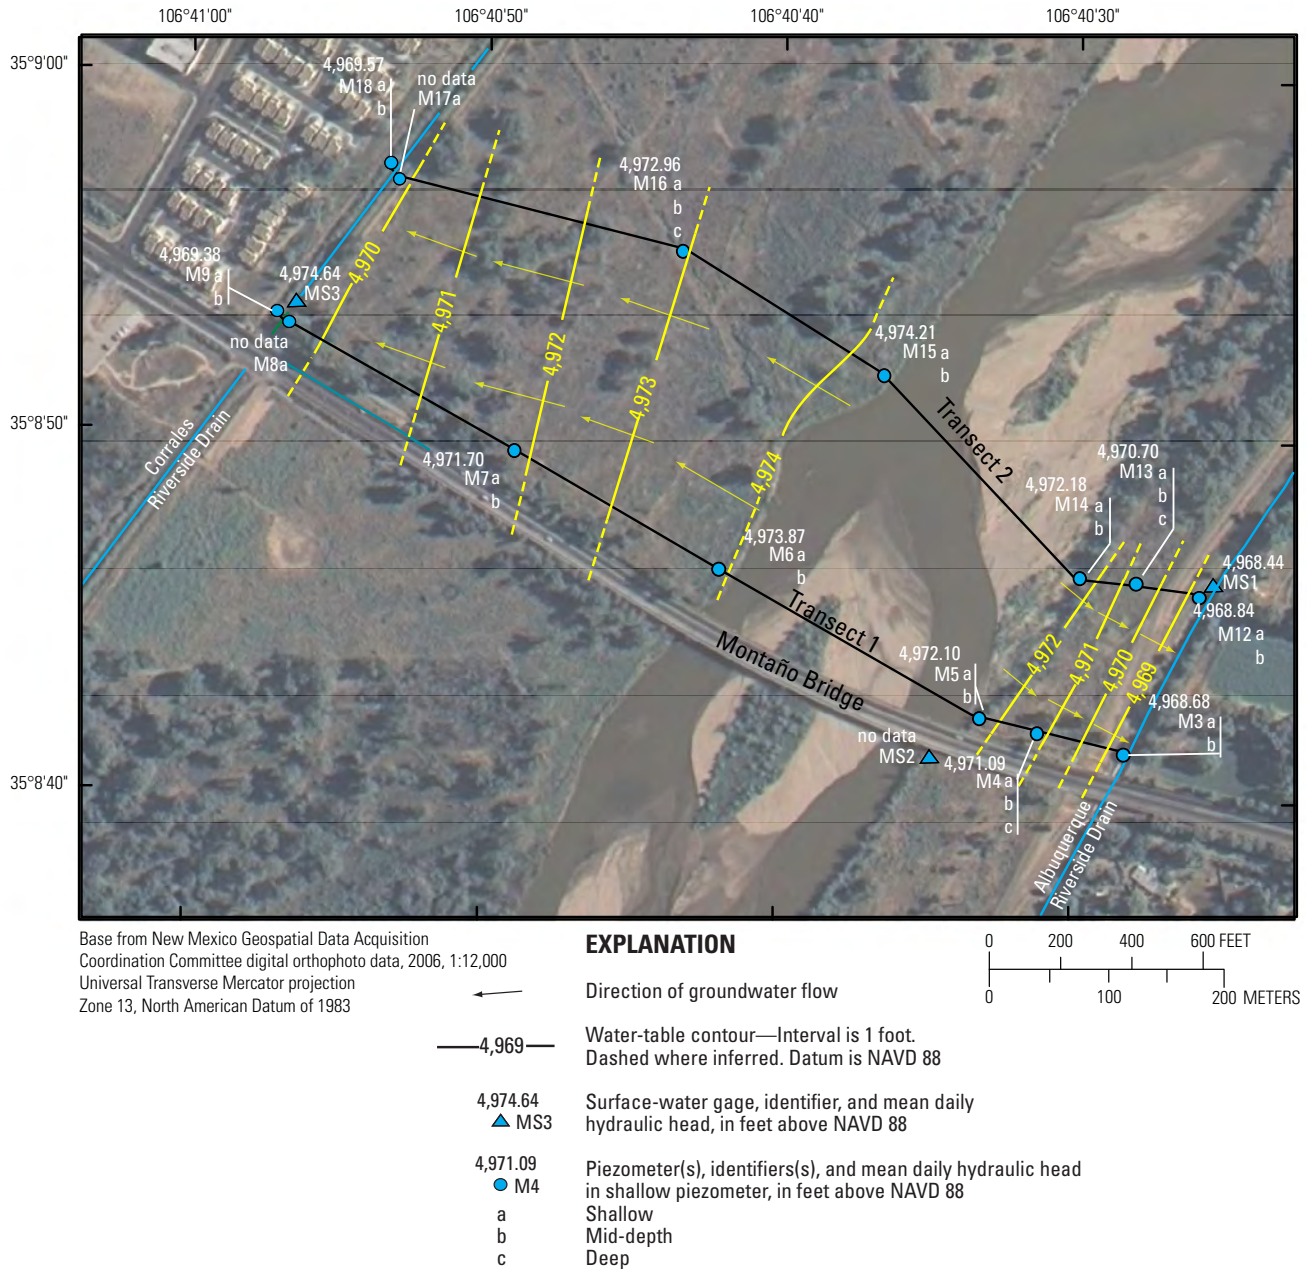 106°41'00" 106°40'50" 106°40'40" 106°40'30"
35°9'00"
4,969.57
M18 a
b
no data
M17a
4,972.96
M16 a
b
c
4,969.38
M9 a
b
4,974.64
MS3
4,970
4,971
4,972
4,973
4,974
no data
M8a
4,974.21
M15 a
b
35°8'50"
Corrales
Riverside Drain
4,971.70
M7a
b
Transect 2
4,970.70
M13 a
b
c
4,972.18
M14 a
b
4,973.87
M6 a
b
4,968.44
MS1
4,968.84
M12 a
b
Transect 1
Montaño Bridge
4,972.10
M5 a
b
4,972
4,971
4,970
4,969
4,968.68
M3 a
b
no data
MS2
4,971.09
M4 a
b
c
35°8'40"
Albuquerque
Riverside Drain
Base from New Mexico Geospatial Data Acquisition
Coordination Committee digital orthophoto data, 2006, 1:12,000
Universal Transverse Mercator projection
Zone 13, North American Datum of 1983
0 200 400 600 FEET
0 100 200 METERS
EXPLANATION
Direction of groundwater flow
4,969
Water-table contour—Interval is 1 foot.
Dashed where inferred. Datum is NAVD 88
4,974.64
MS3
Surface-water gage, identifier, and mean daily
hydraulic head, in feet above NAVD 88
4,971.09
M4
Piezometer(s), identifiers(s), and mean daily hydraulic head
in shallow piezometer, in feet above NAVD 88
a Shallow
b Mid-depth
c Deep